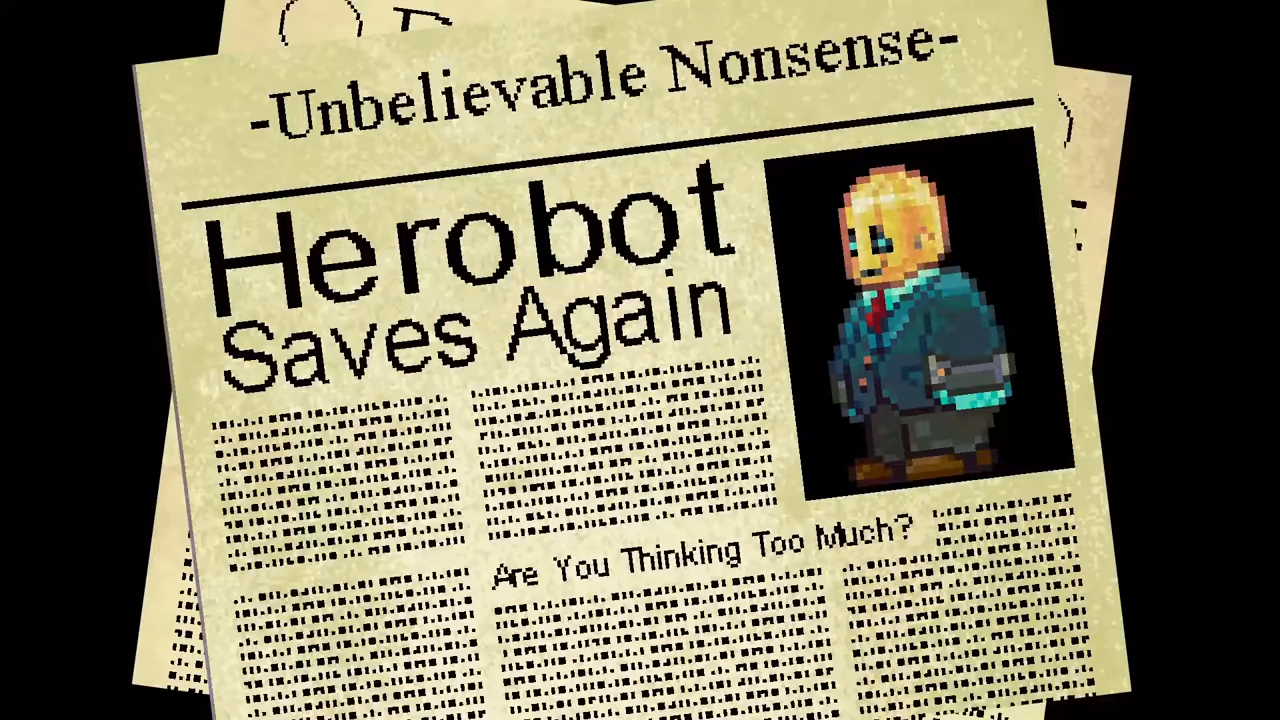 -Unbelievable Nonsense-
Herobot
Saves Again
Are You Thinking Too Much?